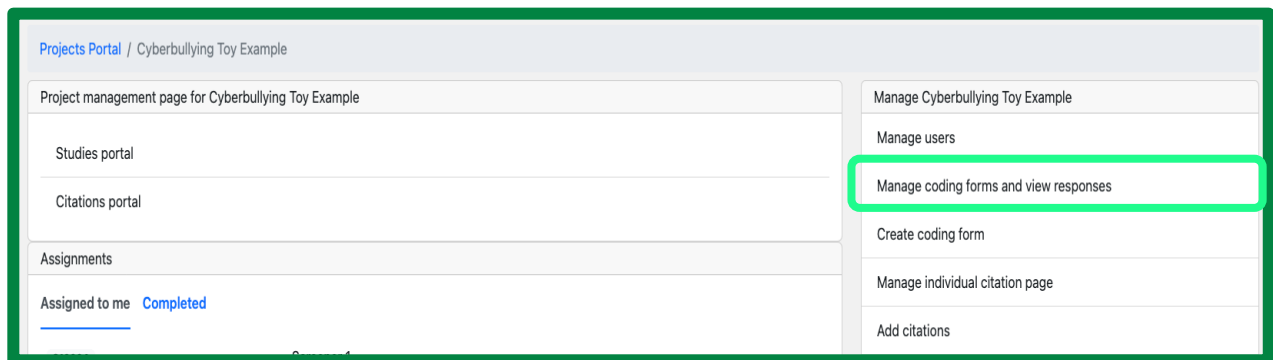 Projects Portal / Cyberbullying Toy Example
Project management page for Cyberbullying Toy Example
Studies portal
Citations portal
Assignments
Assigned to me Completed
Manage Cyberbullying Toy Example
Manage users
Manage coding forms and view responses
Create coding form
Manage individual citation page
Add citations